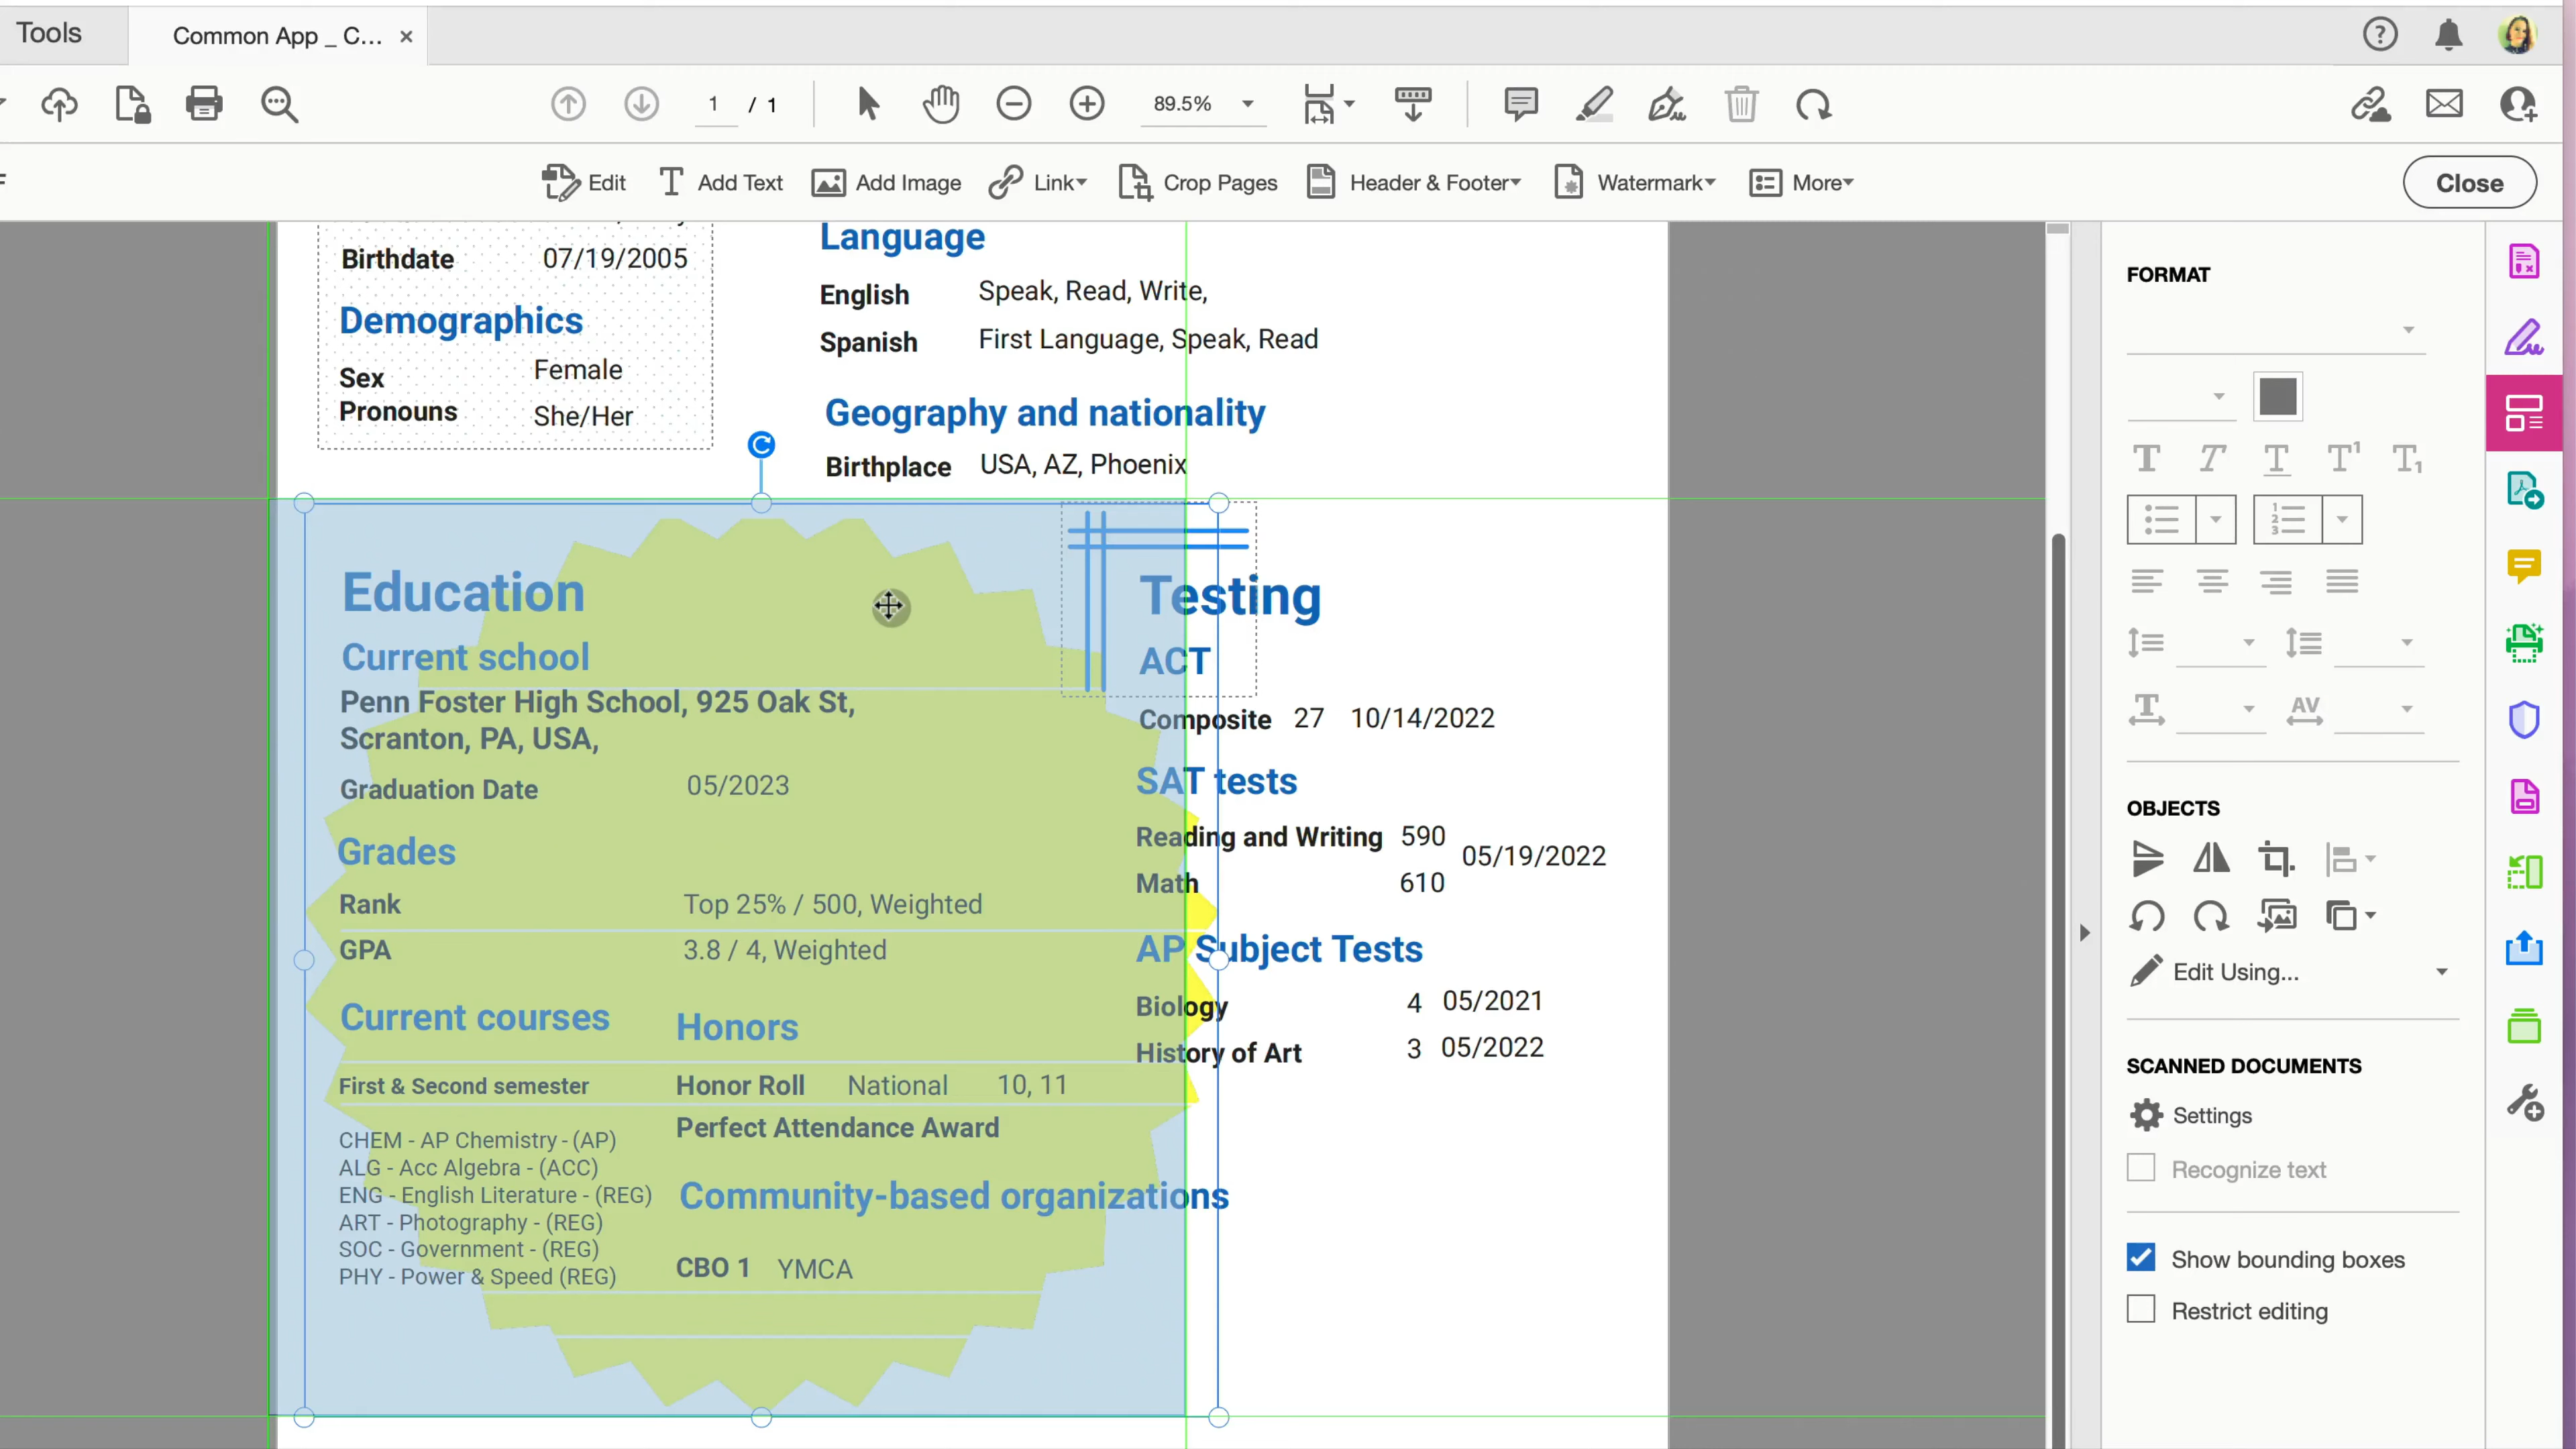 Tools
Common App _ C... ×
1 / 1
89.5%
Edit
Add Text
Add Image
Link
Crop Pages
Header & Footer
Watermark
More
Close
Birthdate 07/19/2005
Demographics
Sex Female
Pronouns She/Her
Language
English Speak, Read, Write,
Spanish First Language, Speak, Read
Geography and nationality
Birthplace USA, AZ, Phoenix
Education
Current school
Penn Foster High School, 925 Oak St,
Scranton, PA, USA,
Graduation Date 05/2023
Grades
Rank Top 25% / 500, Weighted
GPA 3.8 / 4, Weighted
Current courses
First & Second semester
CHEM - AP Chemistry - (AP)
ALG - Acc Algebra - (ACC)
ENG - English Literature - (REG)
ART - Photography - (REG)
SOC - Government - (REG)
PHY - Power & Speed (REG)
Honors
Honor Roll National 10, 11
Perfect Attendance Award
Community-based organizations
CBO 1 YMCA
Testing
ACT
Composite 27 10/14/2022
SAT tests
Reading and Writing 590
05/19/2022
Math 610
AP Subject Tests
Biology 4 05/2021
History of Art 3 05/2022
FORMAT
OBJECTS
Edit Using...
SCANNED DOCUMENTS
Settings
Recognize text
Show bounding boxes
Restrict editing